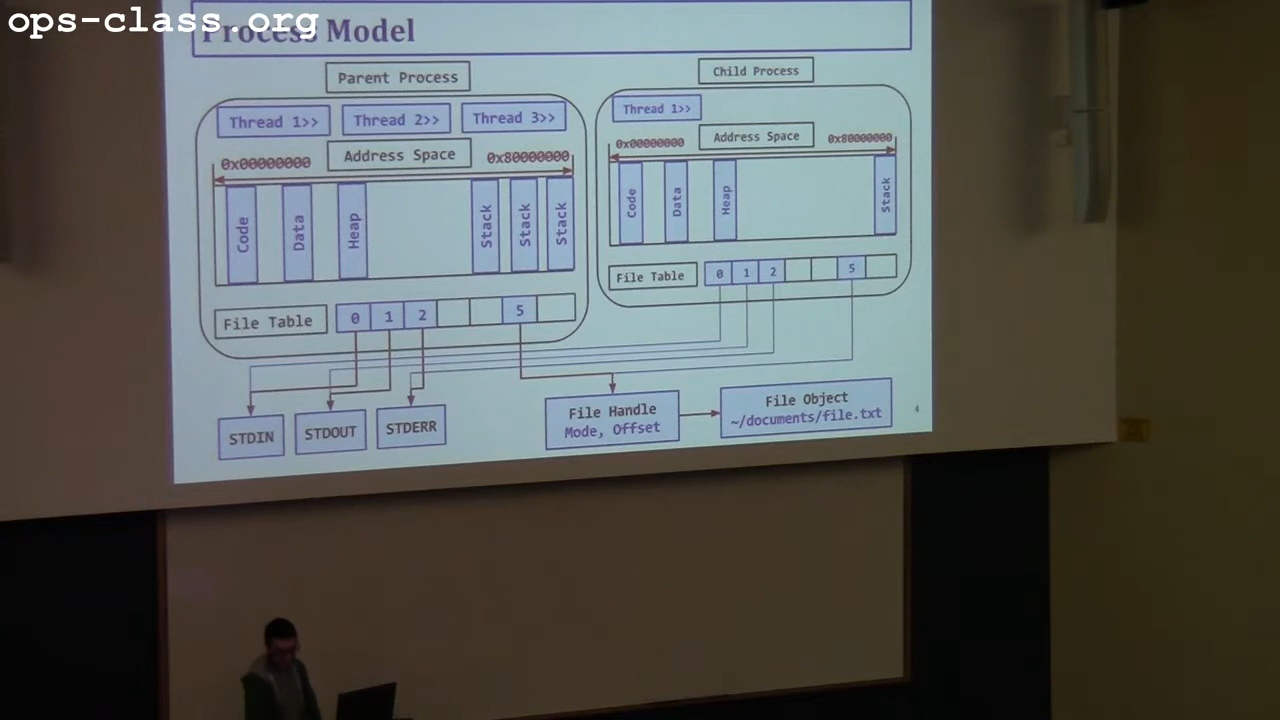 ops-class.org
Process Model
Parent Process
Thread 1>>
Thread 2>>
Thread 3>>
0x00000000
Address Space
0x80000000
Code
Data
Heap
Stack
Stack
Stack
File Table
0
1
2
5
Child Process
Thread 1>>
0x00000000
Address Space
0x80000000
Code
Data
Heap
Stack
File Table
0
1
2
5
STDIN
STDOUT
STDERR
File Handle
Mode, Offset
File Object
~/documents/file.txt
4